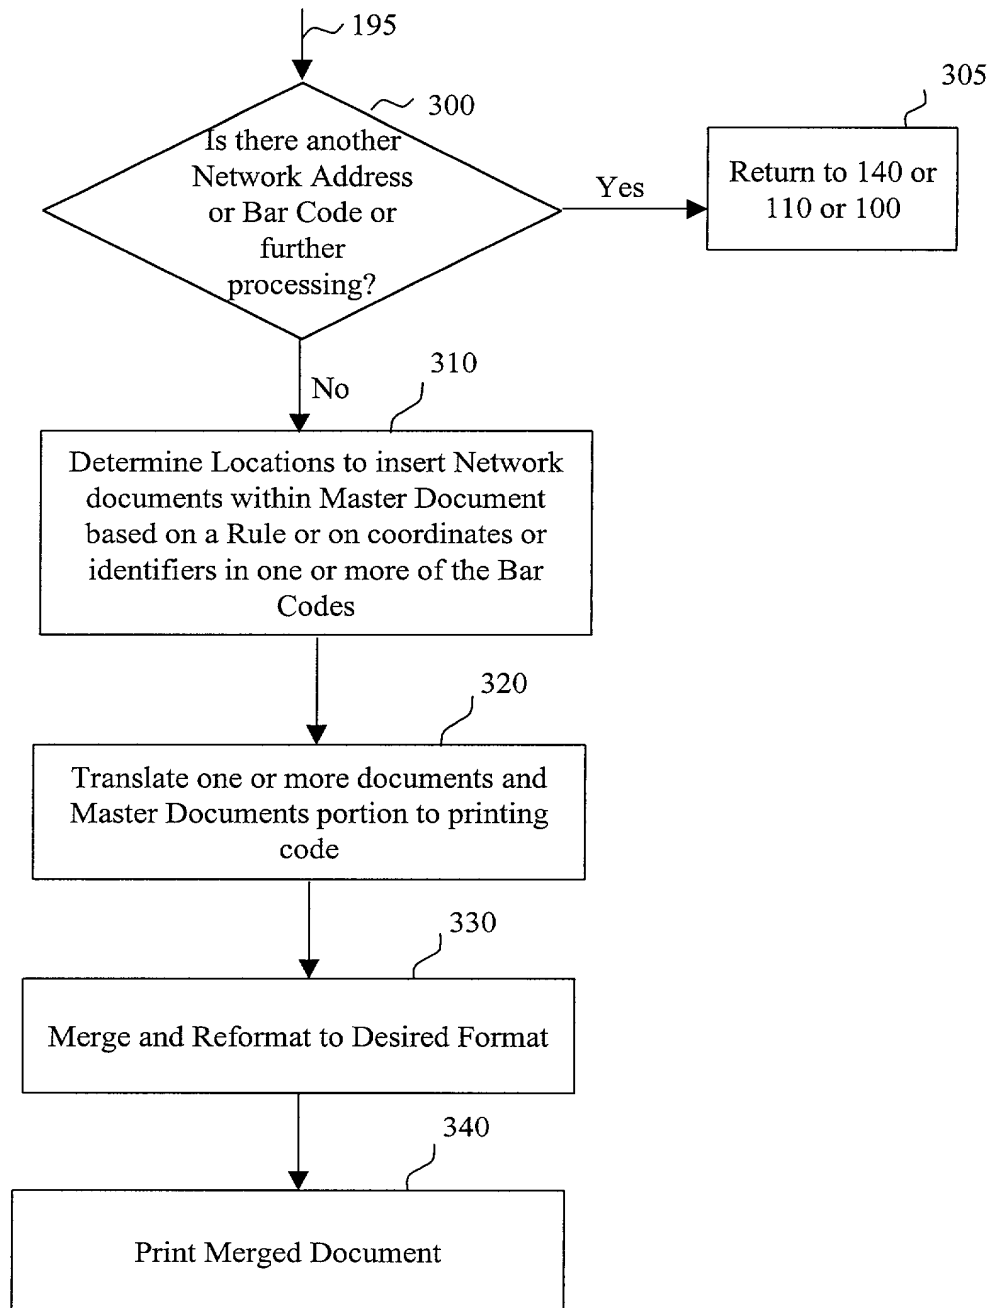 195
300
305
Is there another
Network Address
or Bar Code or
further
processing?
Yes
Return to 140 or
110 or 100
No
310
Determine Locations to insert Network
documents within Master Document
based on a Rule or on coordinates or
identifiers in one or more of the Bar
Codes
320
Translate one or more documents and
Master Documents portion to printing
code
330
Merge and Reformat to Desired Format
340
Print Merged Document